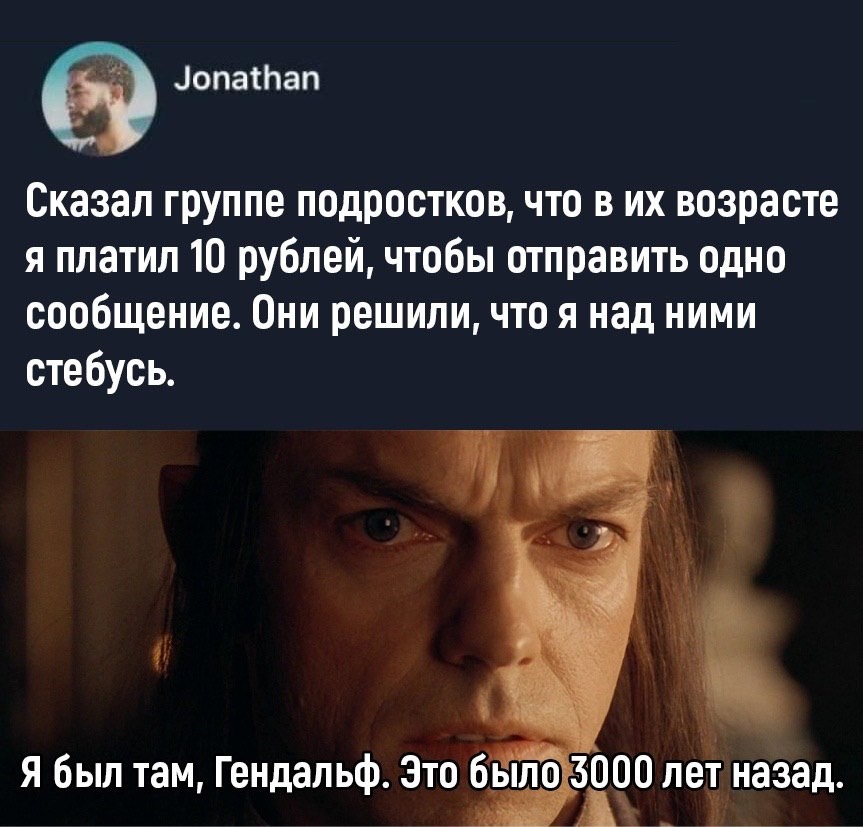 Jonathan
Сказал группе подростков, что в их возрасте
я платил 10 рублей, чтобы отправить одно
сообщение. Они решили, что я над ними
стебусь.
Я был там, Гендальф. Это было 3000 лет назад.